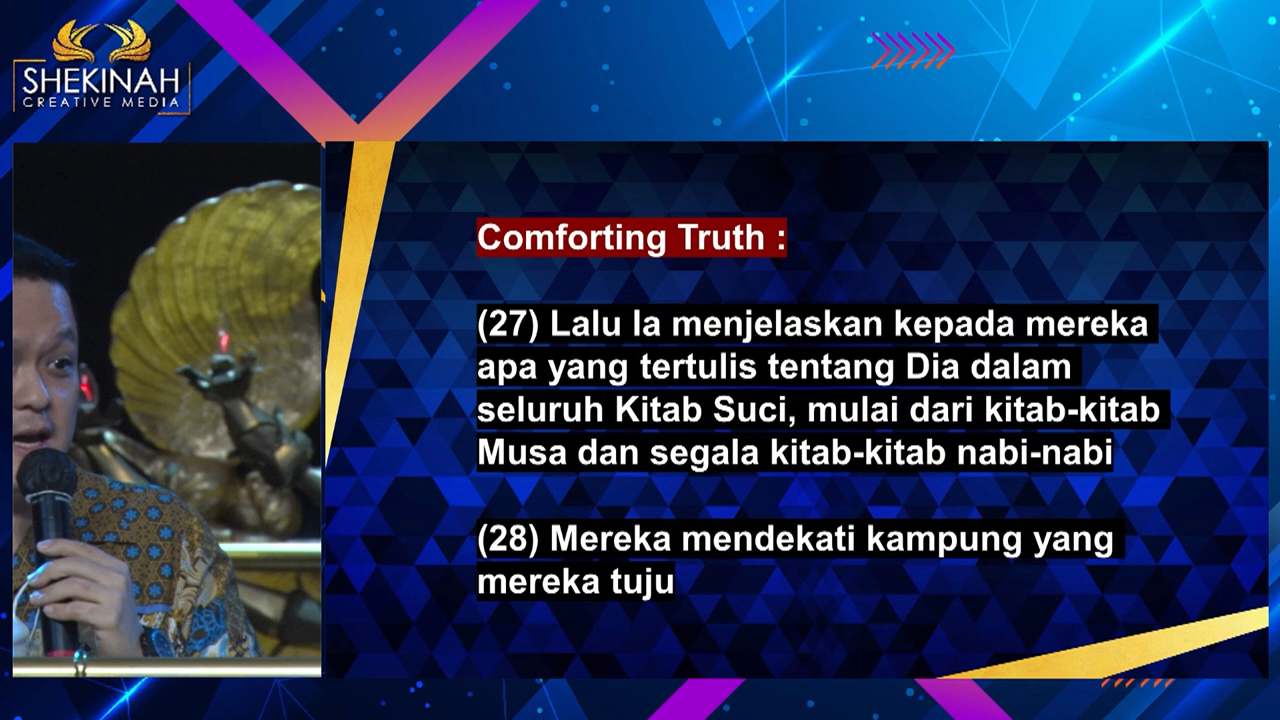 SHEKINAH
CREATIVE MEDIA
Comforting Truth :
(27) Lalu Ia menjelaskan kepada mereka
apa yang tertulis tentang Dia dalam
seluruh Kitab Suci, mulai dari kitab-kitab
Musa dan segala kitab-kitab nabi-nabi
(28) Mereka mendekati kampung yang
mereka tuju